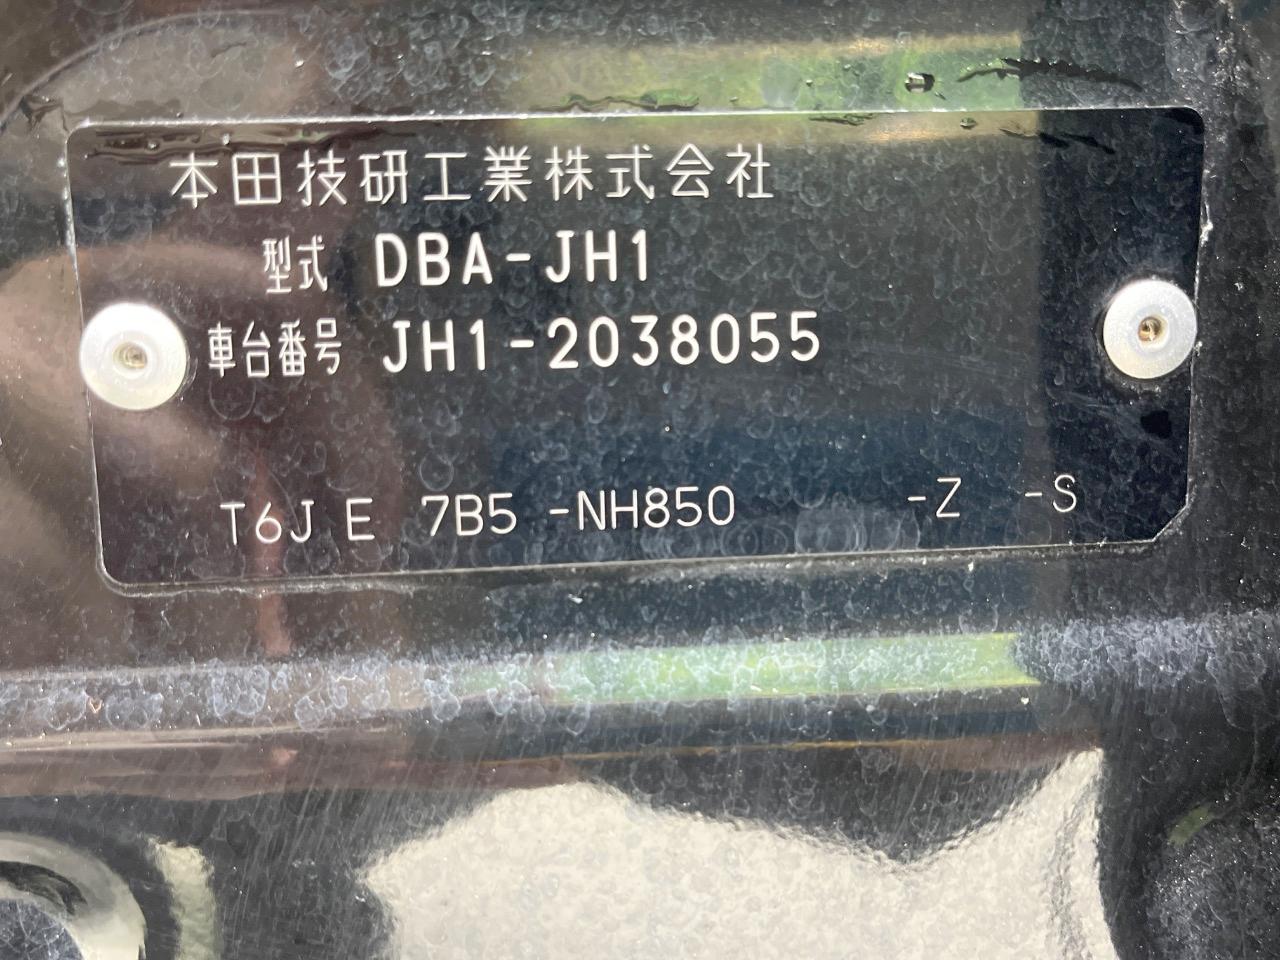 本田技研工業株式会社
型式 DBA-JH1
車台番号 JH1-2038055
T6J E 7B5 -NH850 -Z -S